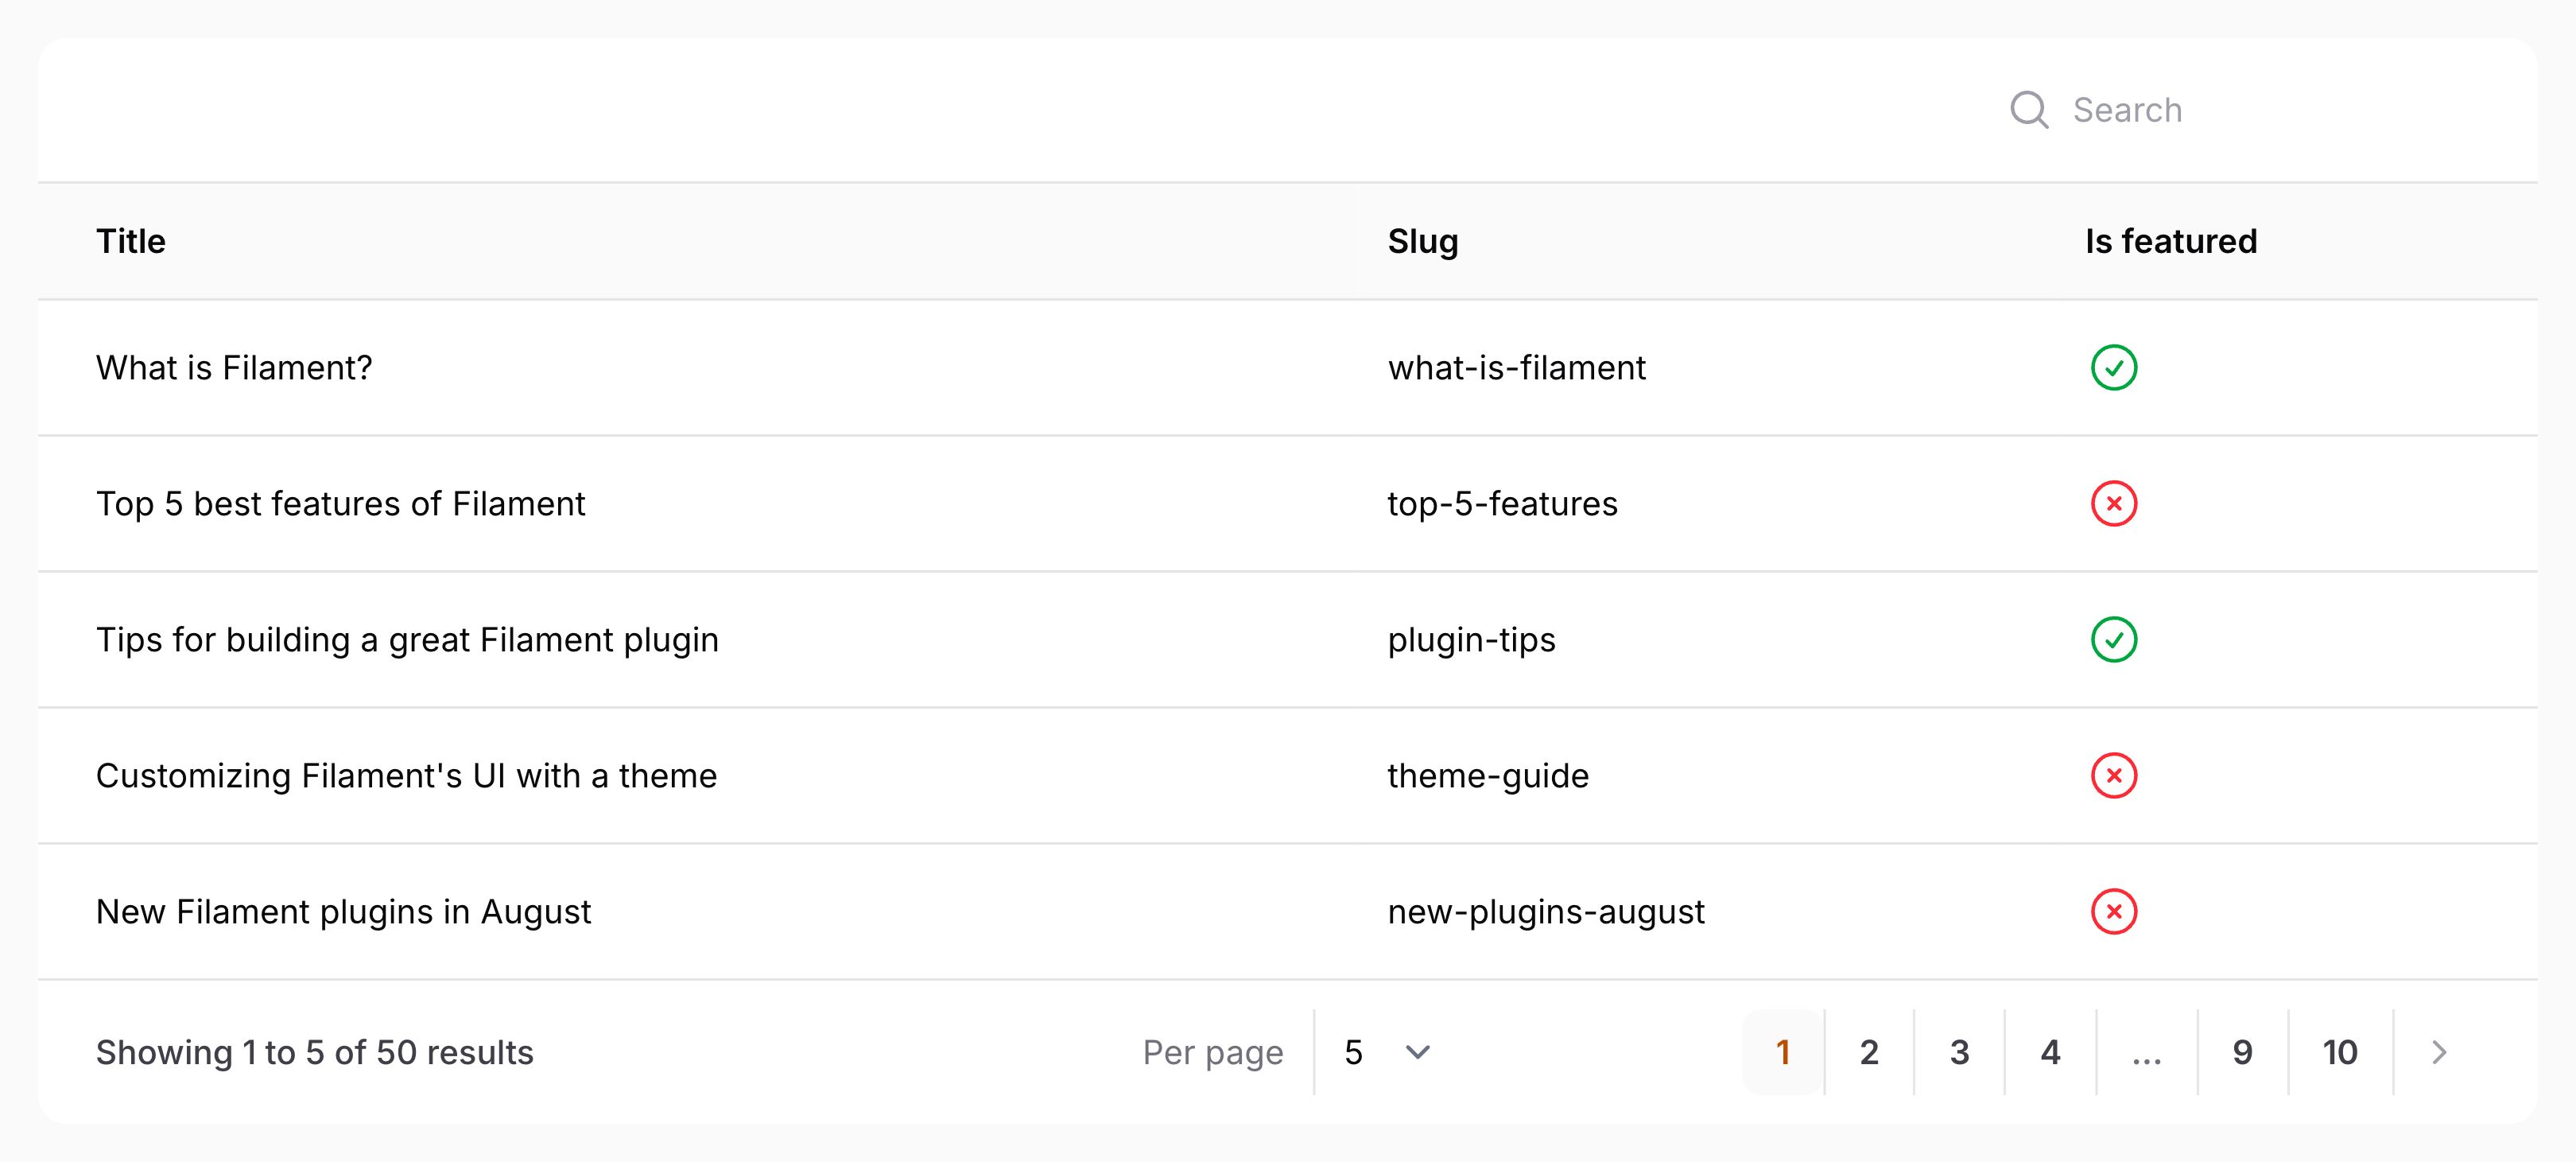 Search
Title Slug Is featured
What is Filament? what-is-filament
Top 5 best features of Filament top-5-features
Tips for building a great Filament plugin plugin-tips
Customizing Filament's UI with a theme theme-guide
New Filament plugins in August new-plugins-august
Showing 1 to 5 of 50 results Per page 5 1 2 3 4 ... 9 10